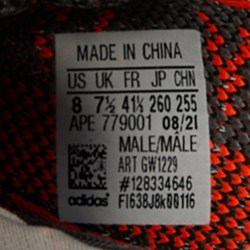 MADE IN CHINA
US UK FR JP CHN
8 7½ 41⅓ 260 255
APE 779001 08/21
MALE/MÂLE
ART GW1229
#128334646
adidas F1638J8k00116